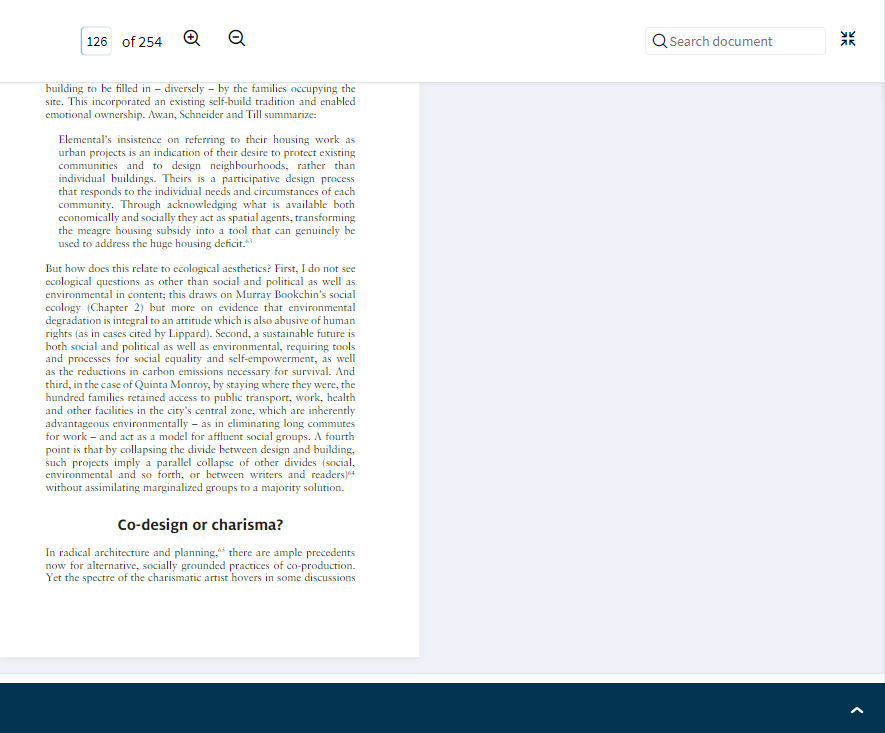 126 of 254
Search document
building to be filled in – diversely – by the families occupying the
site. This incorporated an existing self-build tradition and enabled
emotional ownership. Awan, Schneider and Till summarize:
Elemental's insistence on referring to their housing work as
urban projects is an indication of their desire to protect existing
communities and to design neighbourhoods, rather than
individual buildings. Theirs is a participative design process
that responds to the individual needs and circumstances of each
community. Through acknowledging what is available both
economically and socially they act as spatial agents, transforming
the meagre housing subsidy into a tool that can genuinely be
used to address the huge housing deficit.63
But how does this relate to ecological aesthetics? First, I do not see
ecological questions as other than social and political as well as
environmental in content; this draws on Murray Bookchin's social
ecology (Chapter 2) but more on evidence that environmental
degradation is integral to an attitude which is also abusive of human
rights (as in cases cited by Lippard). Second, a sustainable future is
both social and political as well as environmental, requiring tools
and processes for social equality and self-empowerment, as well
as the reductions in carbon emissions necessary for survival. And
third, in the case of Quinta Monroy, by staying where they were, the
hundred families retained access to public transport, work, health
and other facilities in the city's central zone, which are inherently
advantageous environmentally – as in eliminating long commutes
for work – and act as a model for affluent social groups. A fourth
point is that by collapsing the divide between design and building,
such projects imply a parallel collapse of other divides (social,
environmental and so forth, or between writers and readers)64
without assimilating marginalized groups to a majority solution.
Co-design or charisma?
In radical architecture and planning,65 there are ample precedents
now for alternative, socially grounded practices of co-production.
Yet the spectre of the charismatic artist hovers in some discussions